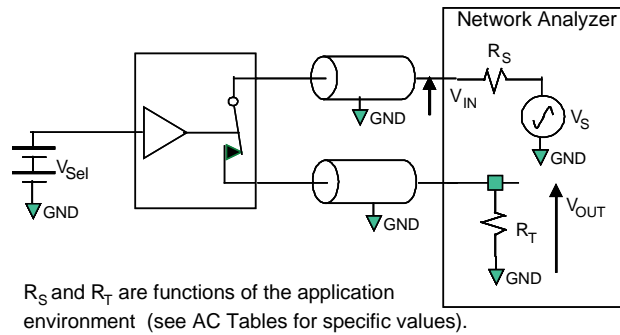 Network Analyzer
RS
GND
VIN
VS
GND
VSel
GND
GND
VOUT
RT
GND
RS and RT are functions of the application
environment (see AC Tables for specific values).